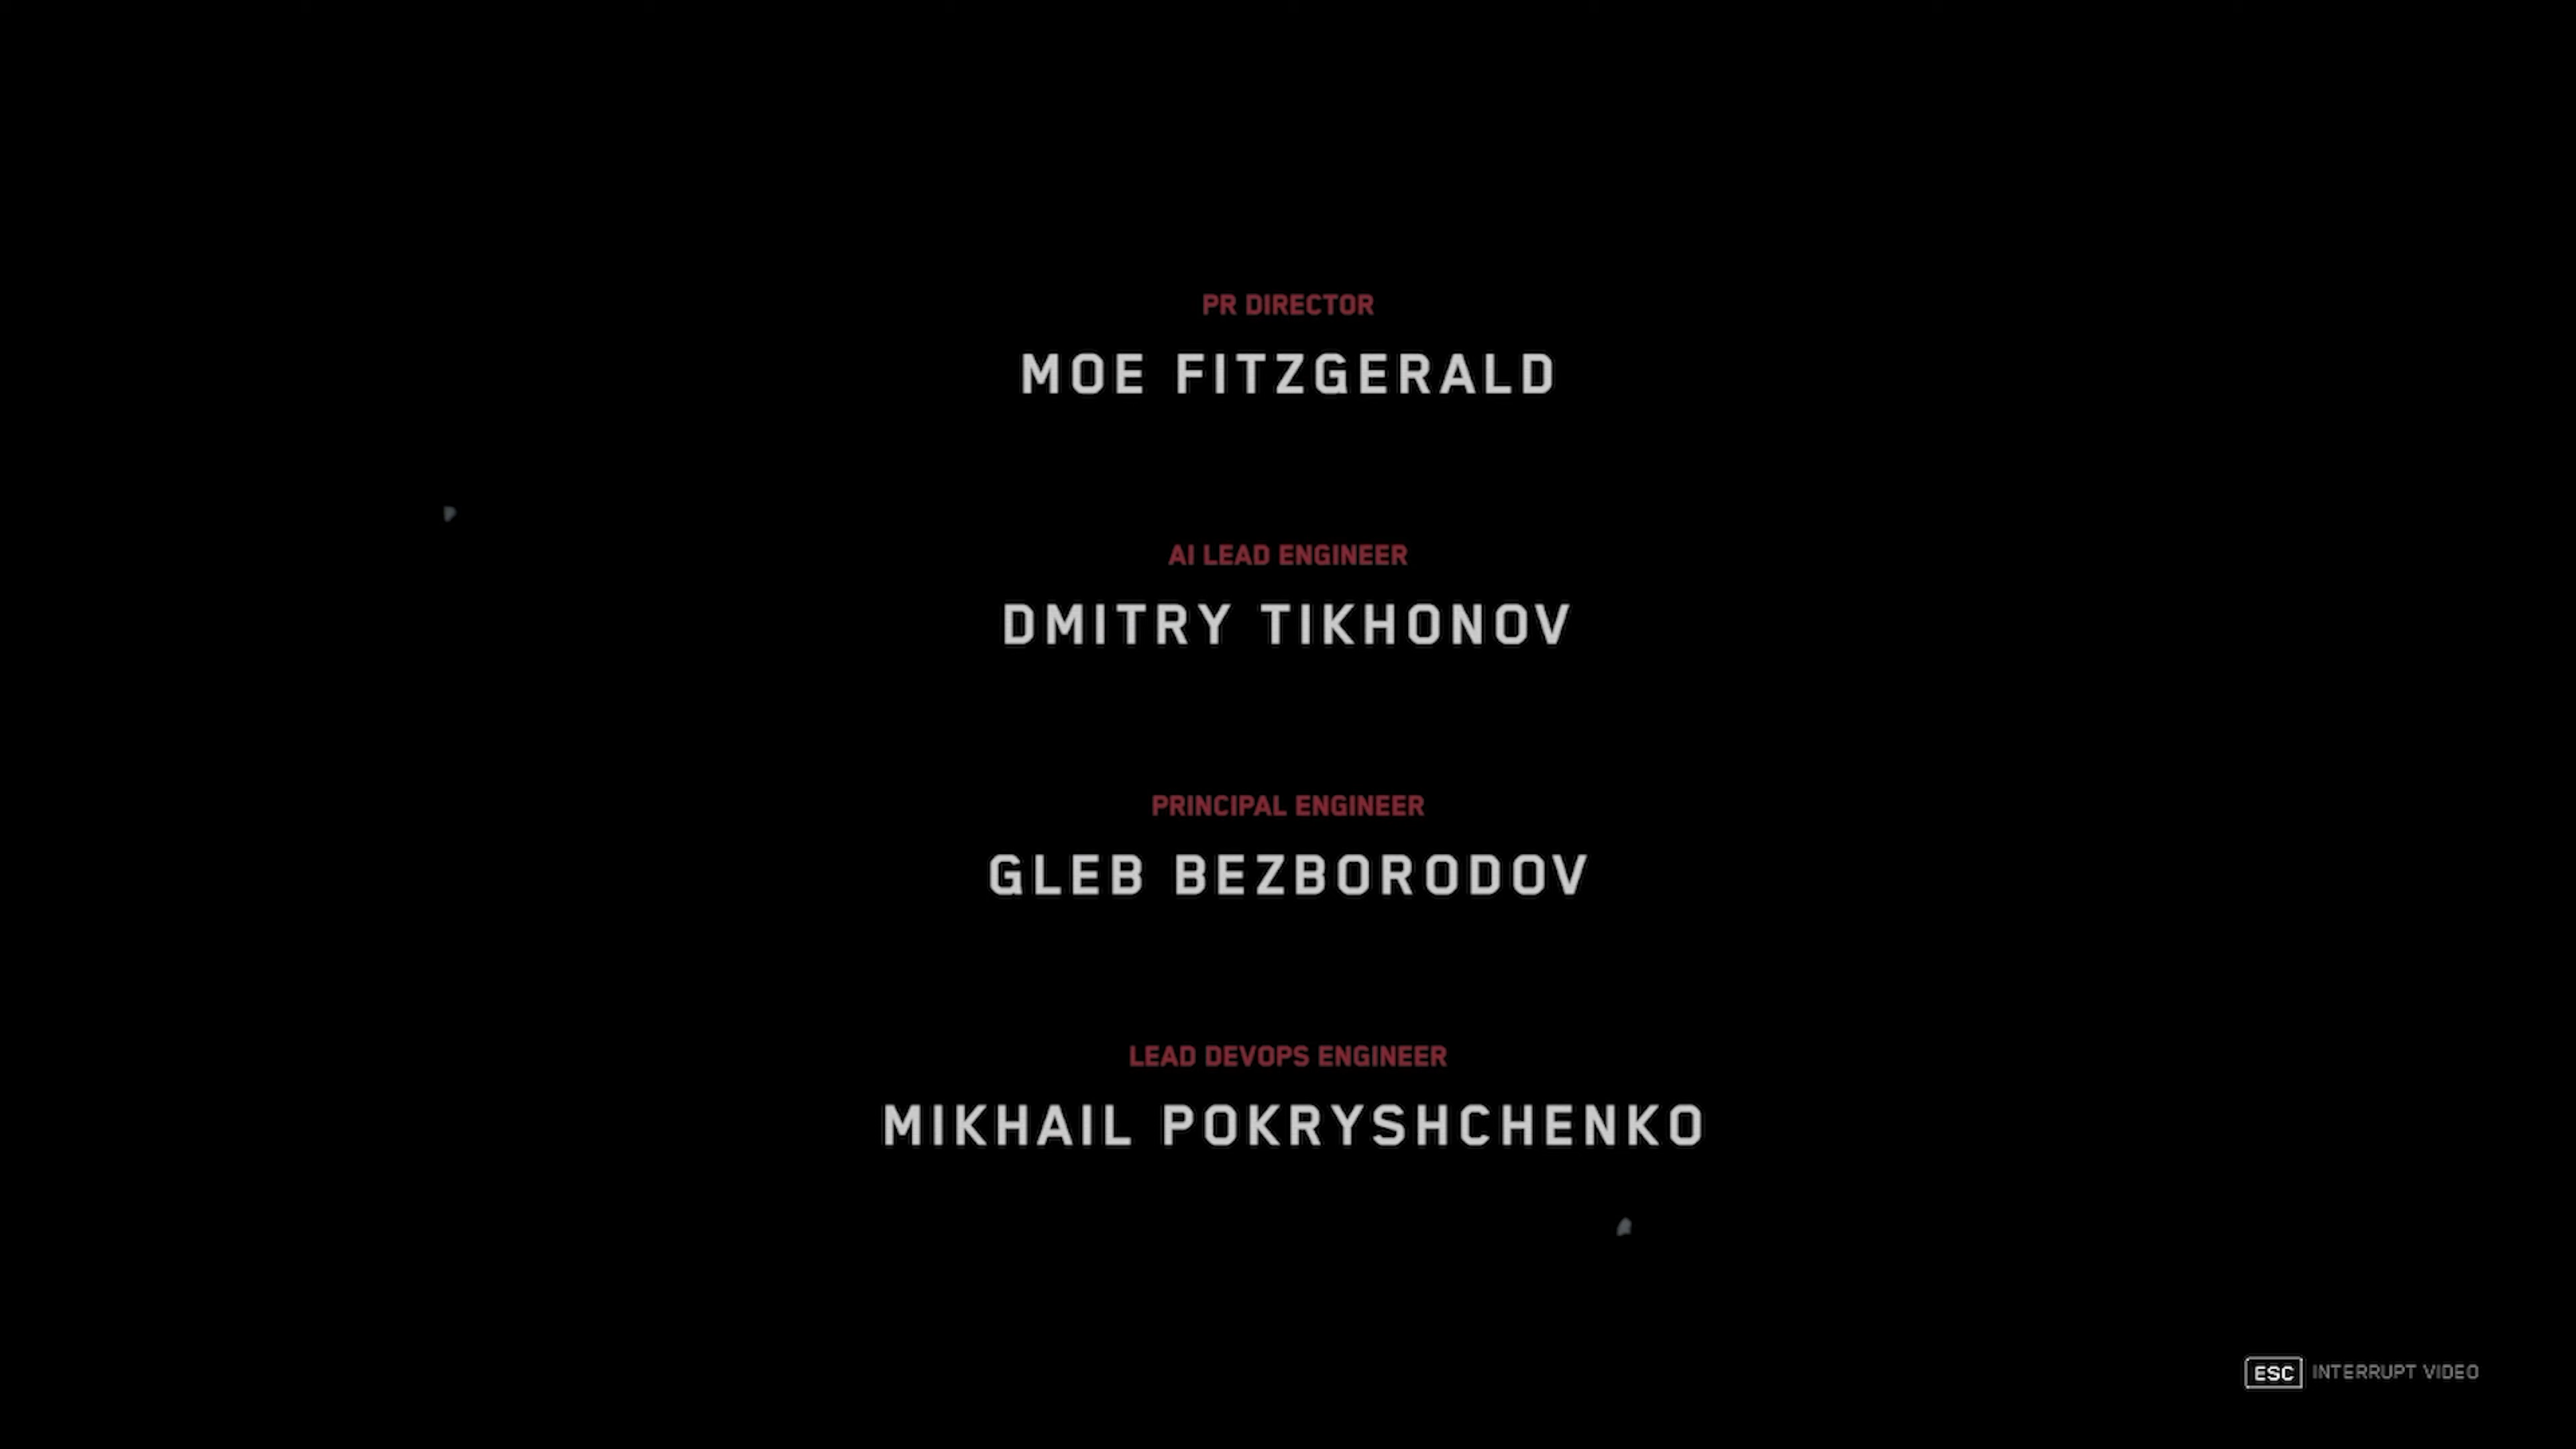 PR DIRECTOR
MOE FITZGERALD
AI LEAD ENGINEER
DMITRY TIKHONOV
PRINCIPAL ENGINEER
GLEB BEZBORODOV
LEAD DEVOPS ENGINEER
MIKHAIL POKRYSHCHENKO
ESC INTERRUPT VIDEO